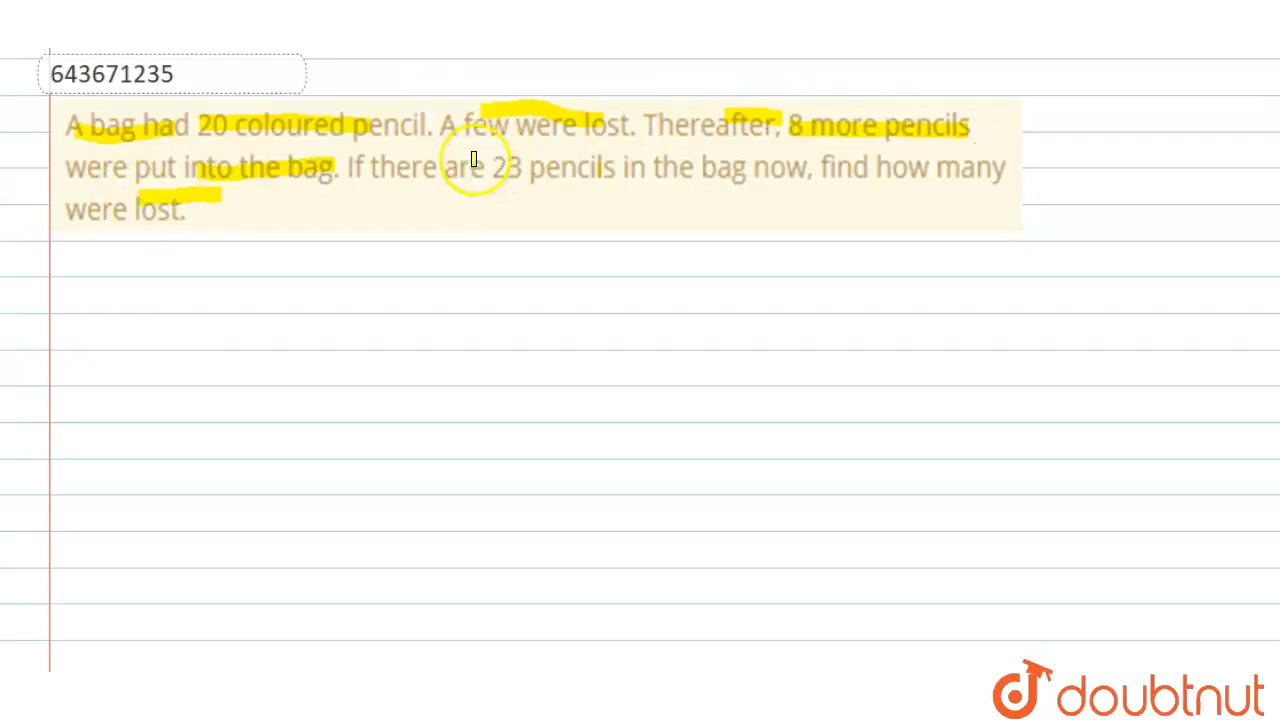 643671235
A bag had 20 coloured pencil. A few were lost. Thereafter, 8 more pencils
were put into the bag. If there are 23 pencils in the bag now, find how many
were lost.
doubtnut